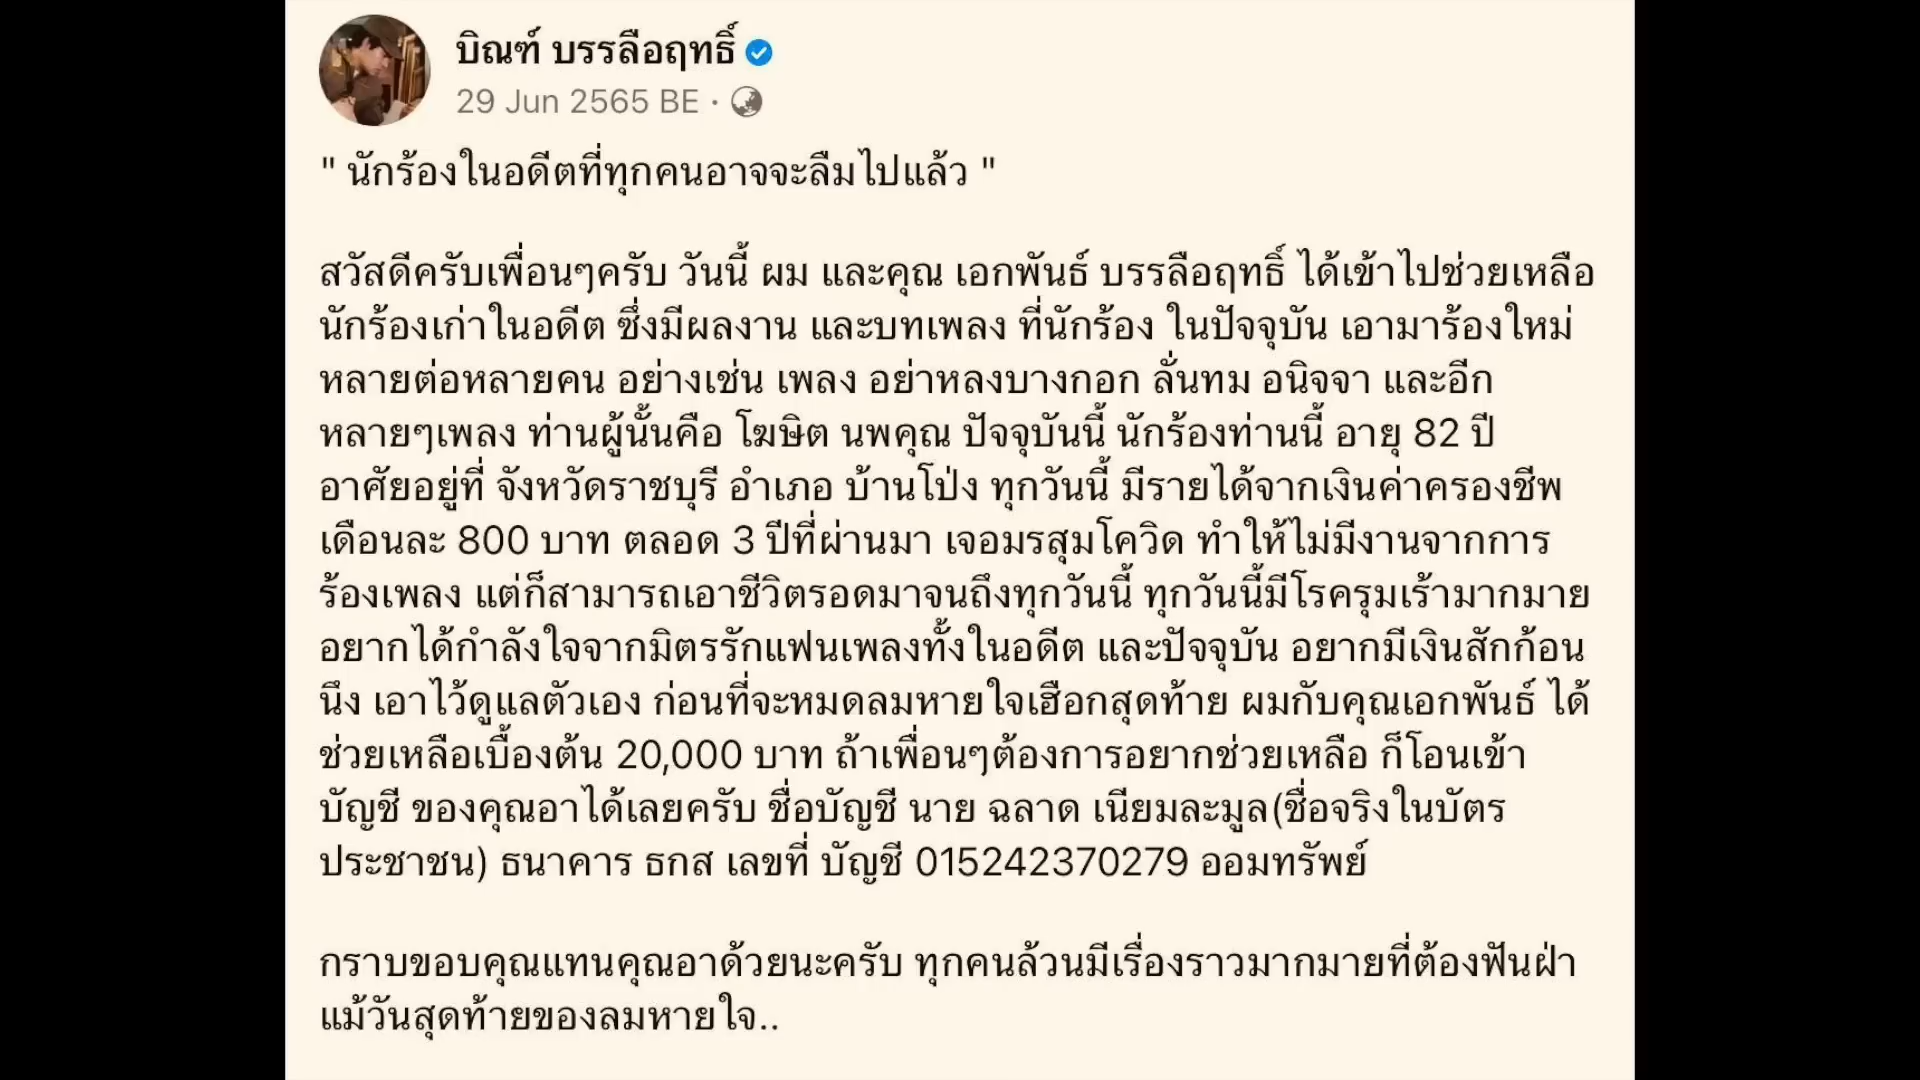 บิณฑ์ บรรลือฤทธิ์
29 Jun 2565 BE ·
" นักร้องในอดีตที่ทุกคนอาจจะลืมไปแล้ว "
สวัสดีครับเพื่อนๆครับ วันนี้ ผม และคุณ เอกพันธ์ บรรลือฤทธิ์ ได้เข้าไปช่วยเหลือ
นักร้องเก่าในอดีต ซึ่งมีผลงาน และบทเพลง ที่นักร้อง ในปัจจุบัน เอามาร้องใหม่
หลายต่อหลายคน อย่างเช่น เพลง อย่าหลงบางกอก ลั่นทม อนิจจา และอีก
หลายๆเพลง ท่านผู้นั้นคือ โฆษิต นพคุณ ปัจจุบันนี้ นักร้องท่านนี้ อายุ 82 ปี
อาศัยอยู่ที่ จังหวัดราชบุรี อำเภอ บ้านโป่ง ทุกวันนี้ มีรายได้จากเงินค่าครองชีพ
เดือนละ 800 บาท ตลอด 3 ปีที่ผ่านมา เจอมรสุมโควิด ทำให้ไม่มีงานจากการ
ร้องเพลง แต่ก็สามารถเอาชีวิตรอดมาจนถึงทุกวันนี้ ทุกวันนี้มีโรครุมเร้ามากมาย
อยากได้กำลังใจจากมิตรรักแฟนเพลงทั้งในอดีต และปัจจุบัน อยากมีเงินสักก้อน
นึง เอาไว้ดูแลตัวเอง ก่อนที่จะหมดลมหายใจเฮือกสุดท้าย ผมกับคุณเอกพันธ์ ได้
ช่วยเหลือเบื้องต้น 20,000 บาท ถ้าเพื่อนๆต้องการอยากช่วยเหลือ ก็โอนเข้า
บัญชี ของคุณอาได้เลยครับ ชื่อบัญชี นาย ฉลาด เนียมละมูล(ชื่อจริงในบัตร
ประชาชน) ธนาคาร ธกส เลขที่ บัญชี 015242370279 ออมทรัพย์
กราบขอบคุณแทนคุณอาด้วยนะครับ ทุกคนล้วนมีเรื่องราวมากมายที่ต้องฟันฝ่า
แม้วันสุดท้ายของลมหายใจ..